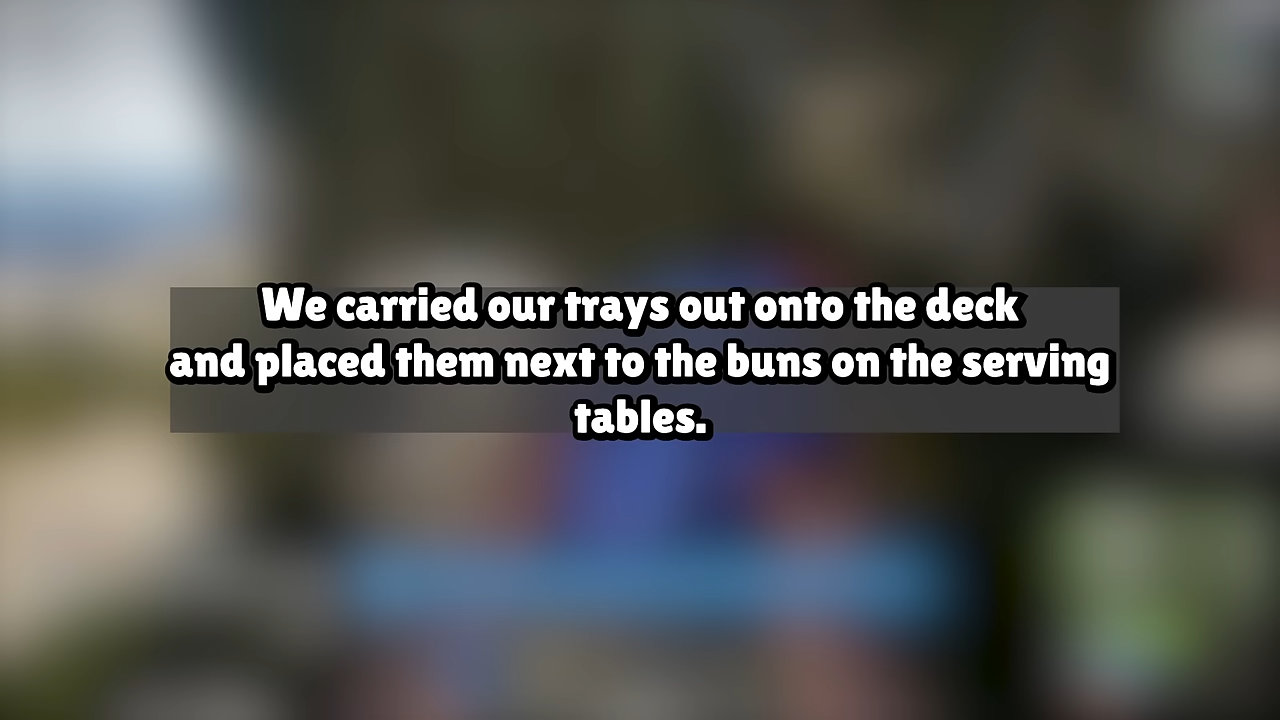 We carried our trays out onto the deck
and placed them next to the buns on the serving
tables.